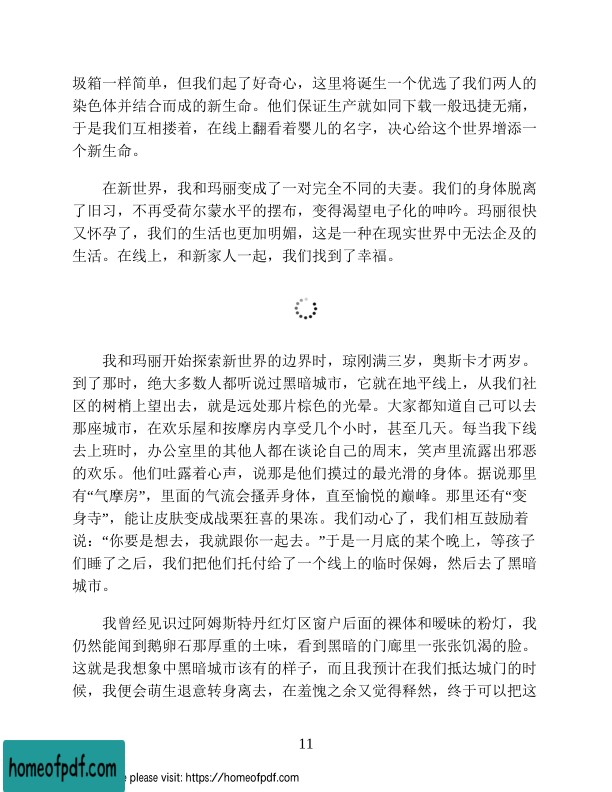 圾箱一样简单，但我们起了好奇心，这里将诞生一个优选了我们两人的
染色体并结合而成的新生命。他们保证生产就如同下载一般迅捷无痛，
于是我们互相搂着，在线上翻看着婴儿的名字，决心给这个世界增添一
个新生命。
在新世界，我和玛丽变成了一对完全不同的夫妻。我们的身体脱离
了旧习，不再受荷尔蒙水平的摆布，变得渴望电子化的呻吟。玛丽很快
又怀孕了，我们的生活也更加明媚，这是一种在现实世界中无法企及的
生活。在线上，和新家人一起，我们找到了幸福。
我和玛丽开始探索新世界的边界时，琼刚满三岁，奥斯卡才两岁。
到了那时，绝大多数人都听说过黑暗城市，它就在地平线上，从我们社
区的树梢上望出去，就是远处那片棕色的光晕。大家都知道自己可以去
那座城市，在欢乐屋和按摩房内享受几个小时，甚至几天。每当我下线
去上班时，办公室里的其他人都在谈论自己的周末，笑声里流露出邪恶
的欢乐。他们吐露着心声，说那是他们摸过的最光滑的身体。据说那里
有“气摩房”，里面的气流会搔弄身体，直至愉悦的巅峰。那里还有“变
身寺”，能让皮肤变成战栗狂喜的果冻。我们动心了，我们相互鼓励着
说：“你要是想去，我就跟你一起去。”于是一月底的某个晚上，等孩子
们睡了之后，我们把他们托付给了一个线上的临时保姆，然后去了黑暗
城市。
我曾经见识过阿姆斯特丹红灯区窗户后面的裸体和暧昧的粉灯，我
仍然能闻到鹅卵石那厚重的土味，看到黑暗的门廊里一张张饥渴的脸。
这就是我想象中黑暗城市该有的样子，而且我预计在我们抵达城门的时
候，我便会萌生退意转身离去，在羞愧之余又觉得释然，终于可以把这
11
homeofpdf.com
please visit: https://homeofpdf.com